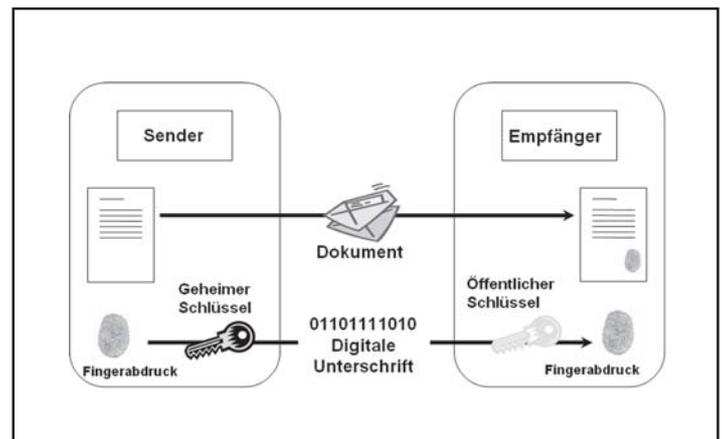 Sender
Empfänger
Dokument
Geheimer
Schlüssel
Öffentlicher
Schlüssel
01101111010
Digitale
Unterschrift
Fingerabdruck
Fingerabdruck